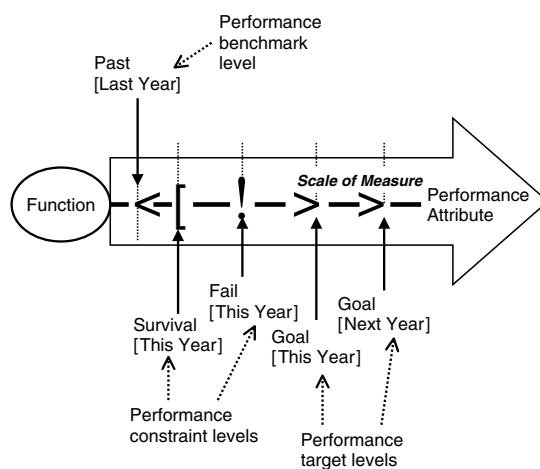 Performance
benchmark
level
Past
[Last Year]
Function
< [ ! > >
Scale of Measure
Performance
Attribute
Survival
[This Year]
Fail
[This Year]
Goal
[This Year]
Goal
[Next Year]
Performance
constraint levels
Performance
target levels